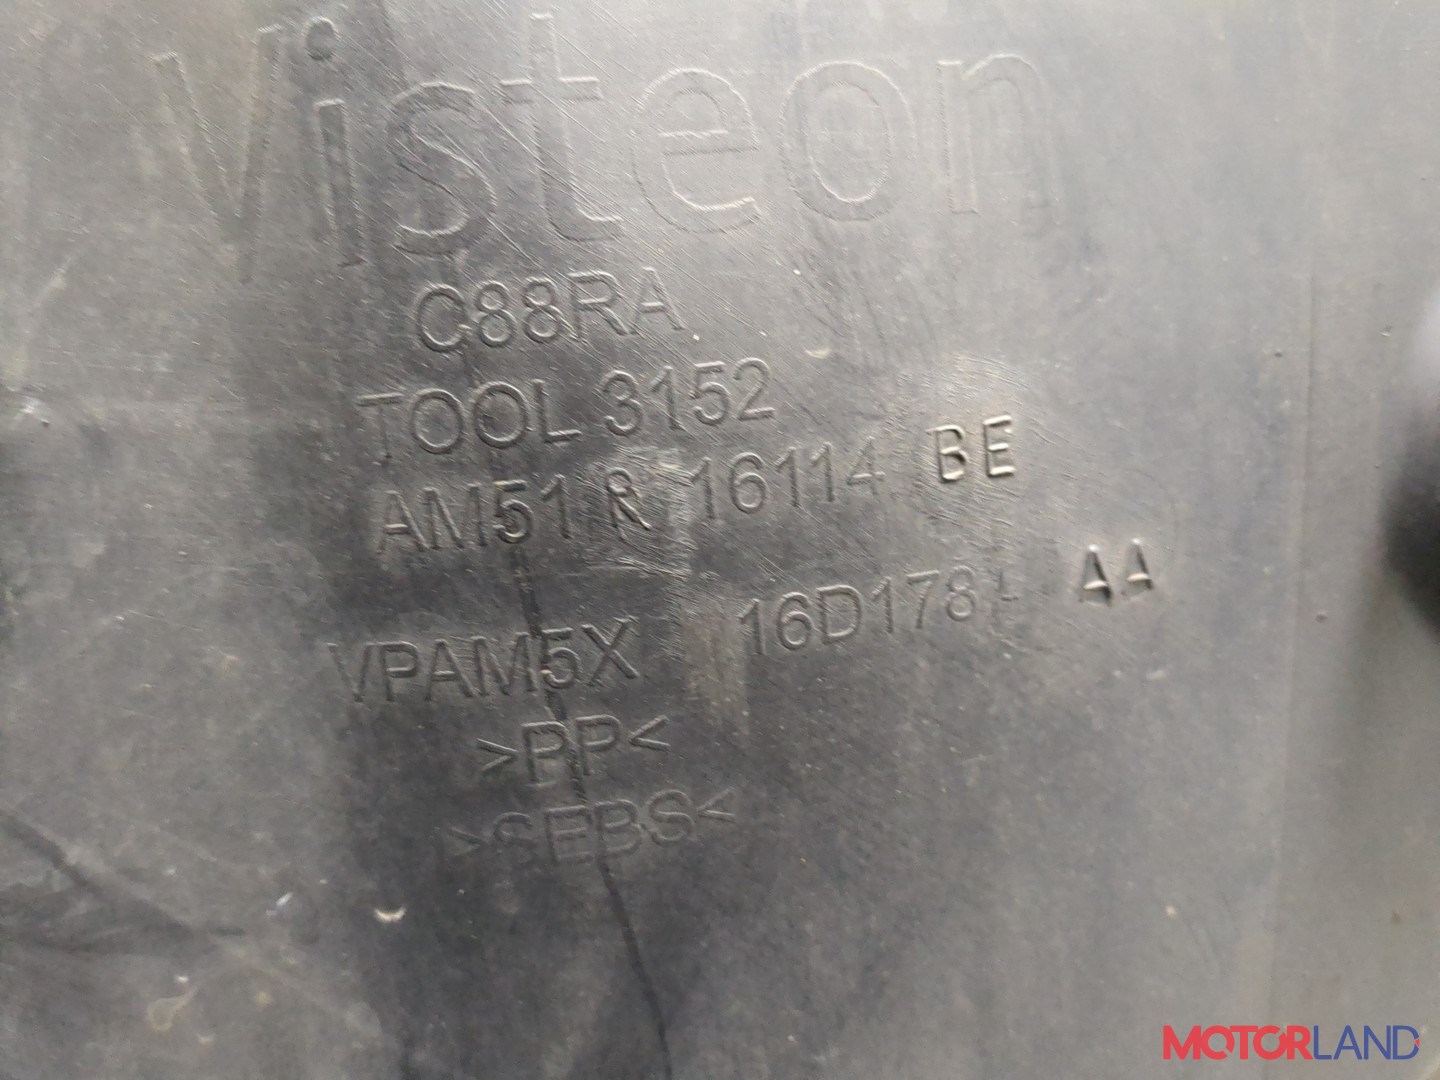 Visteon
C88RA
TOOL 3152
AM51 R 16114 BE
VPAM5X 16D178 AA
>PP<
>SEBS<
MOTORLAND